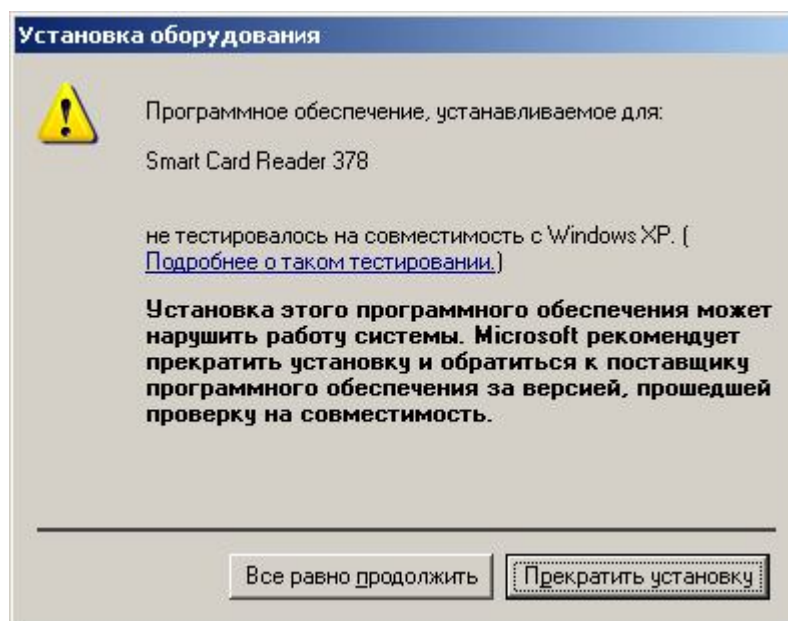 Установка оборудования
Программное обеспечение, устанавливаемое для:
Smart Card Reader 378
не тестировалось на совместимость с Windows XP. (
Подробнее о таком тестировании.)
Установка этого программного обеспечения может
нарушить работу системы. Microsoft рекомендует
прекратить установку и обратиться к поставщику
программного обеспечения за версией, прошедшей
проверку на совместимость.
Все равно продолжить
Прекратить установку